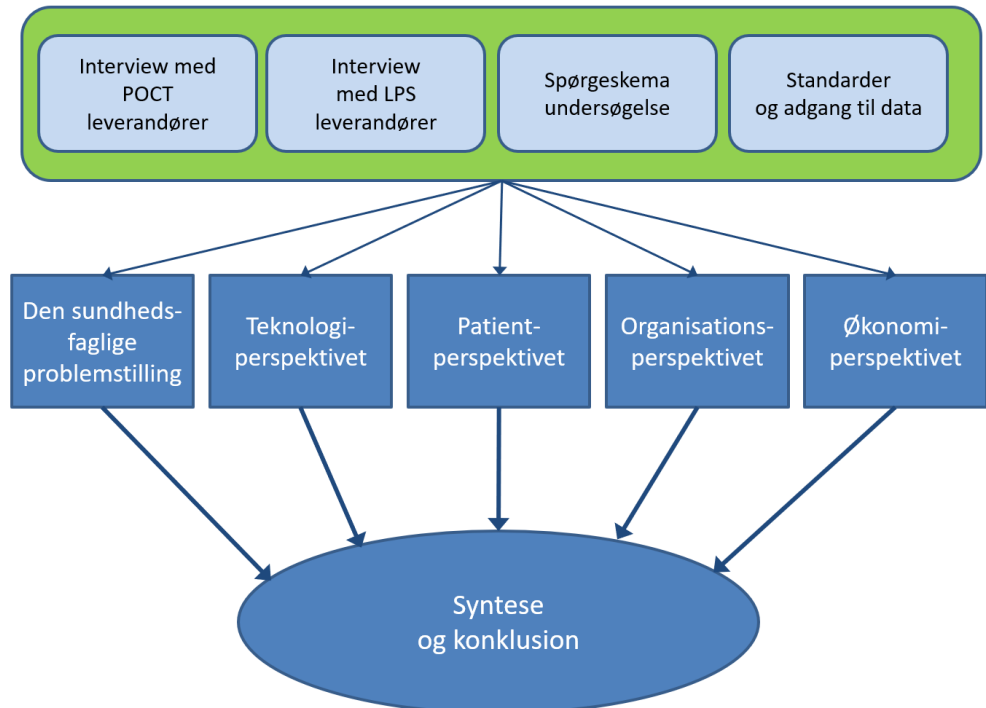 Interview med
POCT
leverandører
Interview
med LPS
leverandører
Spørgeskema
undersøgelse
Standarder
og adgang til data
Den sundheds-
faglige
problemstilling
Teknologi-
perspektivet
Patient-
perspektivet
Organisations-
perspektivet
Økonomi-
perspektivet
Syntese
og konklusion